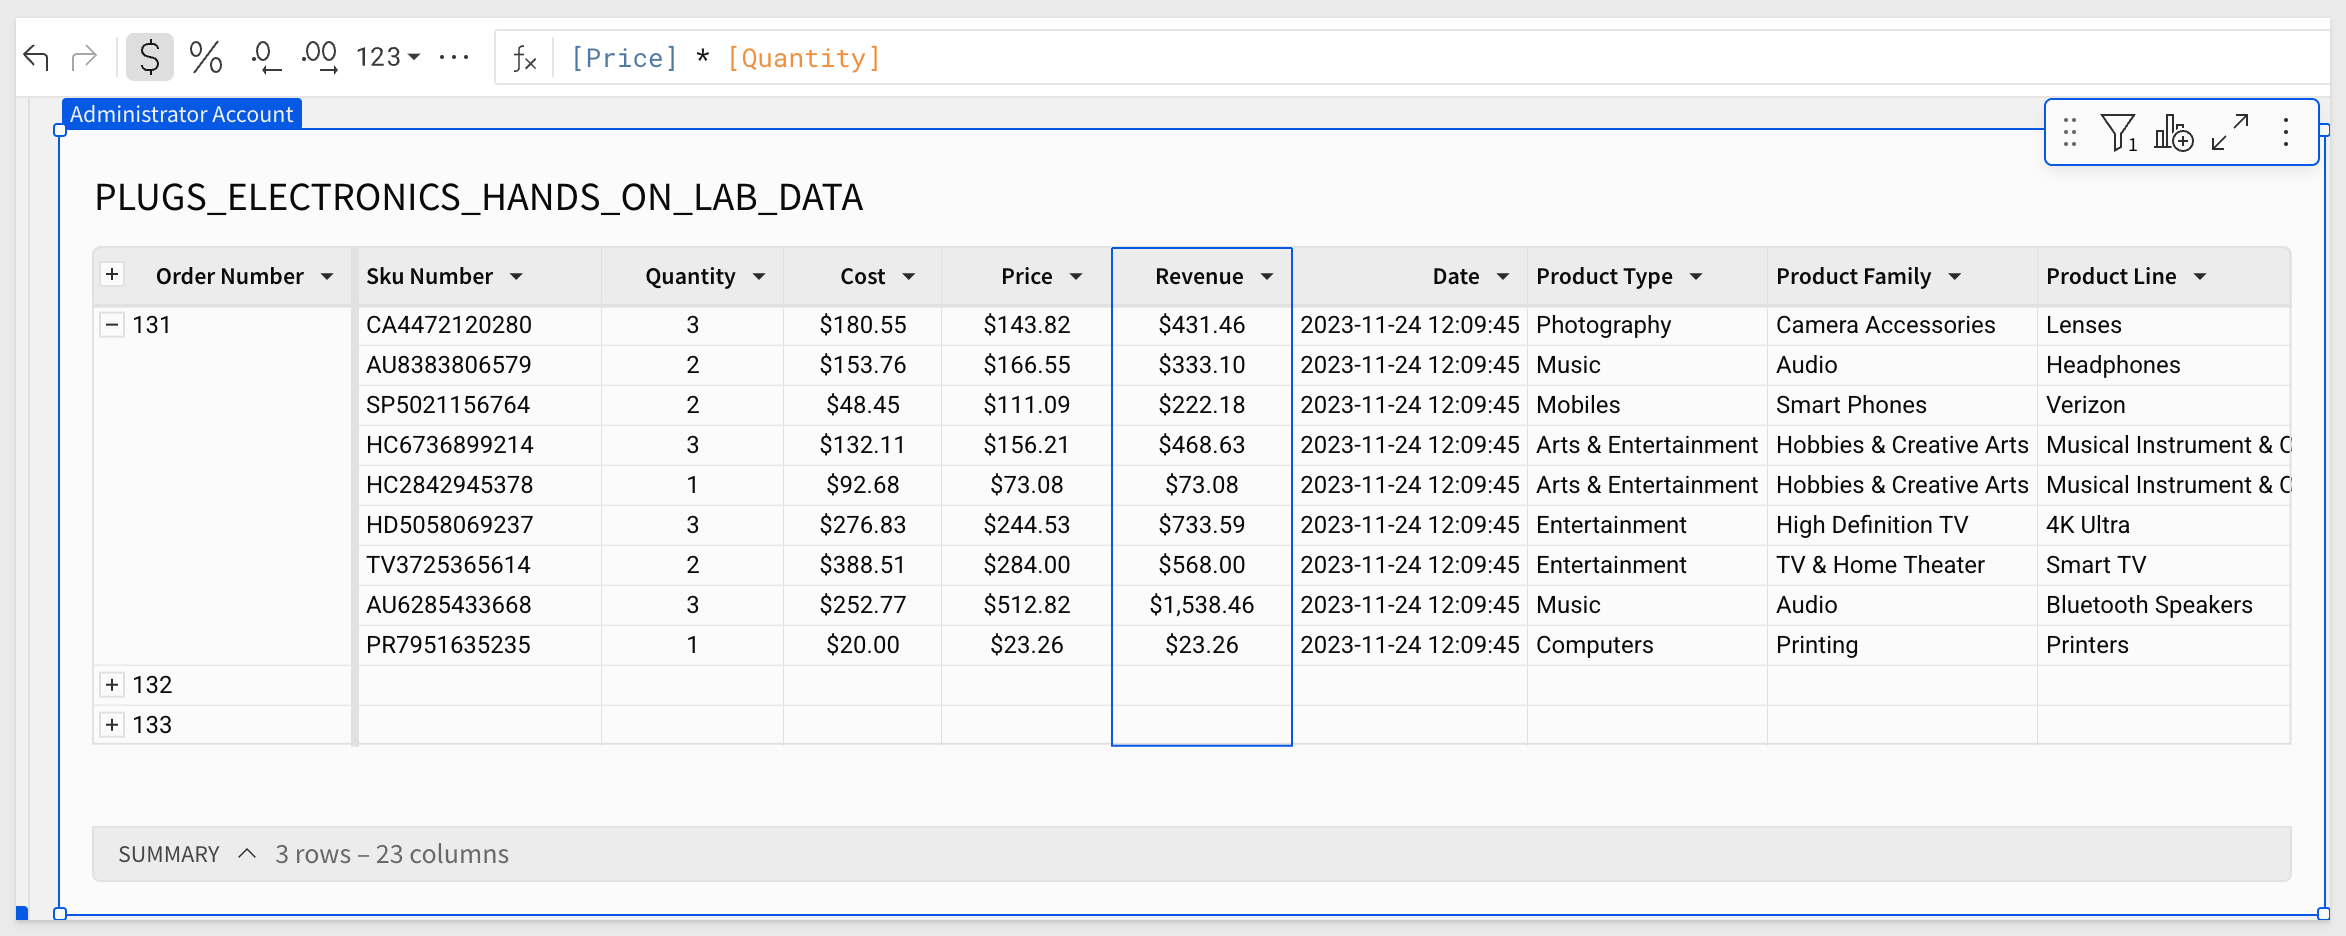 $ % .0 .00 123 ... fx [Price] * [Quantity]
Administrator Account
1
PLUGS_ELECTRONICS_HANDS_ON_LAB_DATA
Order Number Sku Number Quantity Cost Price Revenue Date Product Type Product Family Product Line
131 CA4472120280 3 $180.55 $143.82 $431.46 2023-11-24 12:09:45 Photography Camera Accessories Lenses
AU8383806579 2 $153.76 $166.55 $333.10 2023-11-24 12:09:45 Music Audio Headphones
SP5021156764 2 $48.45 $111.09 $222.18 2023-11-24 12:09:45 Mobiles Smart Phones Verizon
HC6736899214 3 $132.11 $156.21 $468.63 2023-11-24 12:09:45 Arts & Entertainment Hobbies & Creative Arts Musical Instrument &
HC2842945378 1 $92.68 $73.08 $73.08 2023-11-24 12:09:45 Arts & Entertainment Hobbies & Creative Arts Musical Instrument &
HD5058069237 3 $276.83 $244.53 $733.59 2023-11-24 12:09:45 Entertainment High Definition TV 4K Ultra
TV3725365614 2 $388.51 $284.00 $568.00 2023-11-24 12:09:45 Entertainment TV & Home Theater Smart TV
AU6285433668 3 $252.77 $512.82 $1,538.46 2023-11-24 12:09:45 Music Audio Bluetooth Speakers
PR7951635235 1 $20.00 $23.26 $23.26 2023-11-24 12:09:45 Computers Printing Printers
132
133
SUMMARY 3 rows – 23 columns